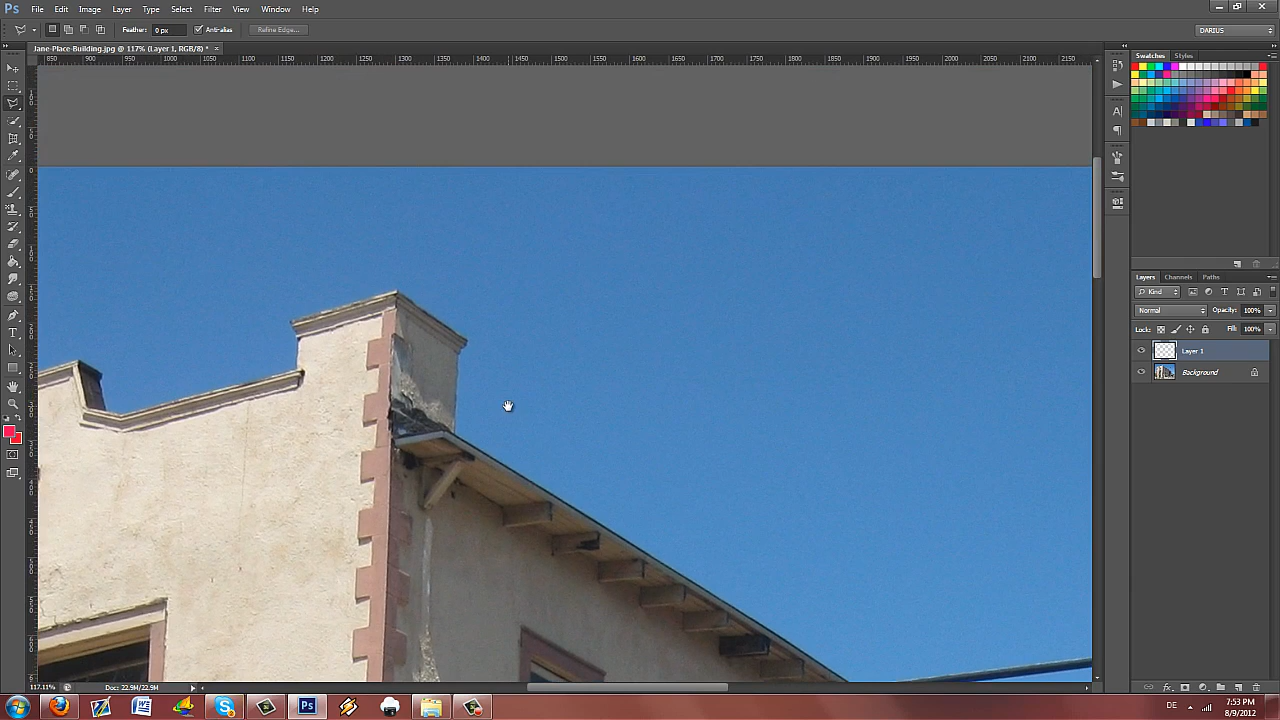 Ps File Edit Image Layer Type Select Filter View Window Help
Feather: 0 px Anti-alias Refine Edge... DARIUS
Jane-Place-Building.jpg @ 117% (Layer 1, RGB/8) * ×
850 900 950 1000 1050 1100 1150 1200 1250 1300 1350 1400 1450 1500 1550 1600 1650 1700 1750 1800 1850 1900 1950 2000 2050 2100 2150
Swatches Styles
Layers Channels Paths
Kind
Normal Opacity: 100%
Lock: Fill: 100%
Layer 1
Background
117.11% Doc: 22.9M/22.9M
DE 7:53 PM
8/9/2012